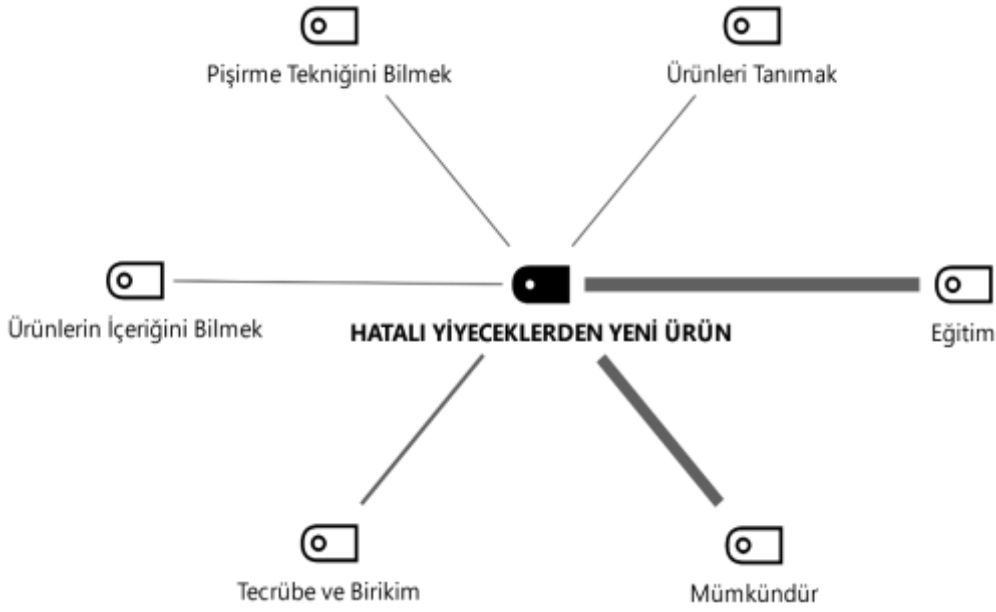 Pişirme Tekniğini Bilmek
Ürünleri Tanımak
Ürünlerin İçeriğini Bilmek
HATALI YİYECEKLERDEN YENİ ÜRÜN
Eğitim
Tecrübe ve Birikim
Mümkündür